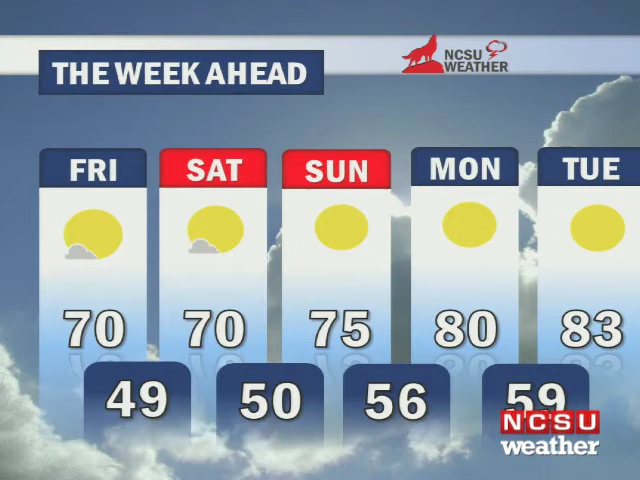 THE WEEK AHEAD
NCSU
WEATHER
FRI SAT SUN MON TUE
70 70 75 80 83
49 50 56 59
NCSU
weather